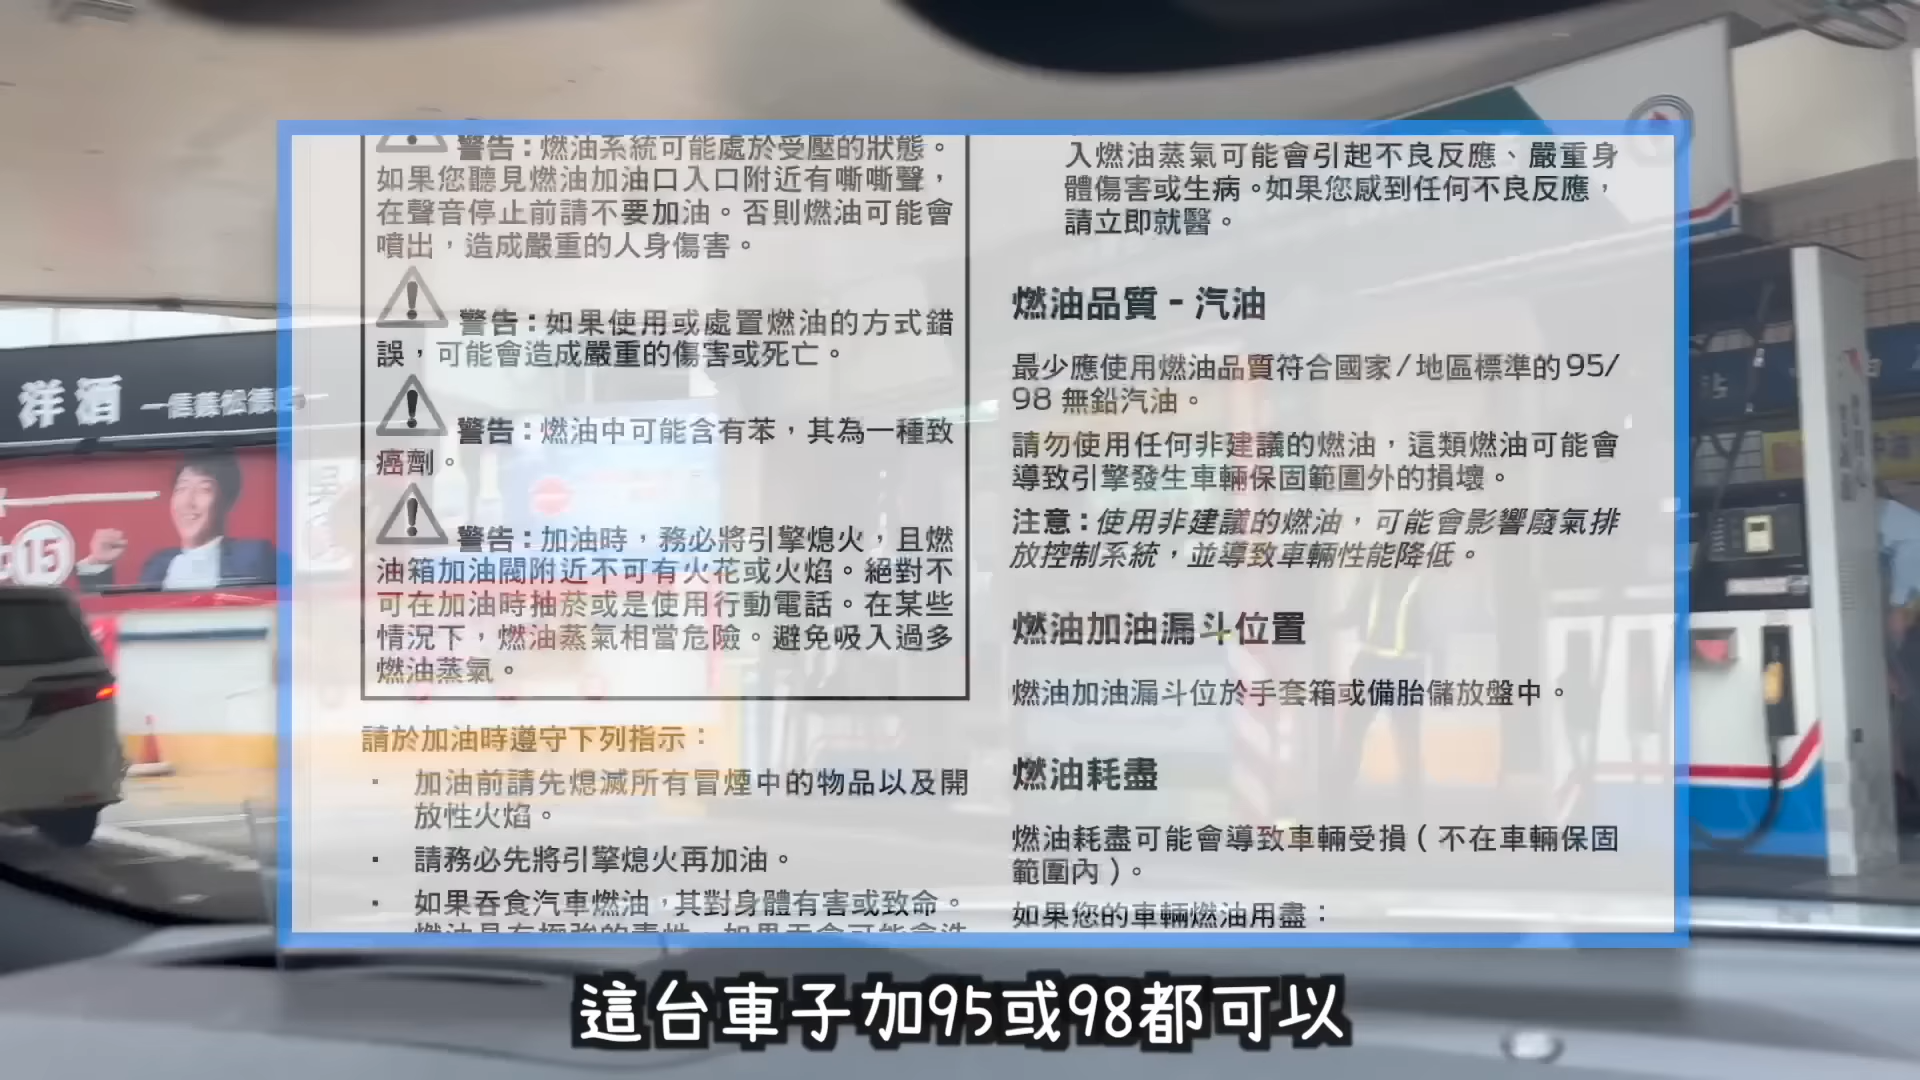 警告：燃油系統可能處於受壓的狀態。
如果您聽見燃油加油口入口附近有嘶嘶聲，
在聲音停止前請不要加油。否則燃油可能會
噴出，造成嚴重的人身傷害。
警告：如果使用或處置燃油的方式錯
誤，可能會造成嚴重的傷害或死亡。
警告：燃油中可能含有苯，其為一種致
癌劑。
警告：加油時，務必將引擎熄火，且燃
油箱加油閥附近不可有火花或火焰。絕對不
可在加油時抽菸或是使用行動電話。在某些
情況下，燃油蒸氣相當危險。避免吸入過多
燃油蒸氣。
請於加油時遵守下列指示：
· 加油前請先熄滅所有冒煙中的物品以及開
放性火焰。
· 請務必先將引擎熄火再加油。
· 如果吞食汽車燃油，其對身體有害或致命。
入燃油蒸氣可能會引起不良反應、嚴重身
體傷害或生病。如果您感到任何不良反應，
請立即就醫。
燃油品質 - 汽油
最少應使用燃油品質符合國家/地區標準的95/
98 無鉛汽油。
請勿使用任何非建議的燃油，這類燃油可能會
導致引擎發生車輛保固範圍外的損壞。
注意：使用非建議的燃油，可能會影響廢氣排
放控制系統，並導致車輛性能降低。
燃油加油漏斗位置
燃油加油漏斗位於手套箱或備胎儲放盤中。
燃油耗盡
燃油耗盡可能會導致車輛受損（不在車輛保固
範圍內）。
如果您的車輛燃油用盡：
洋酒
15
這台車子加95或98都可以